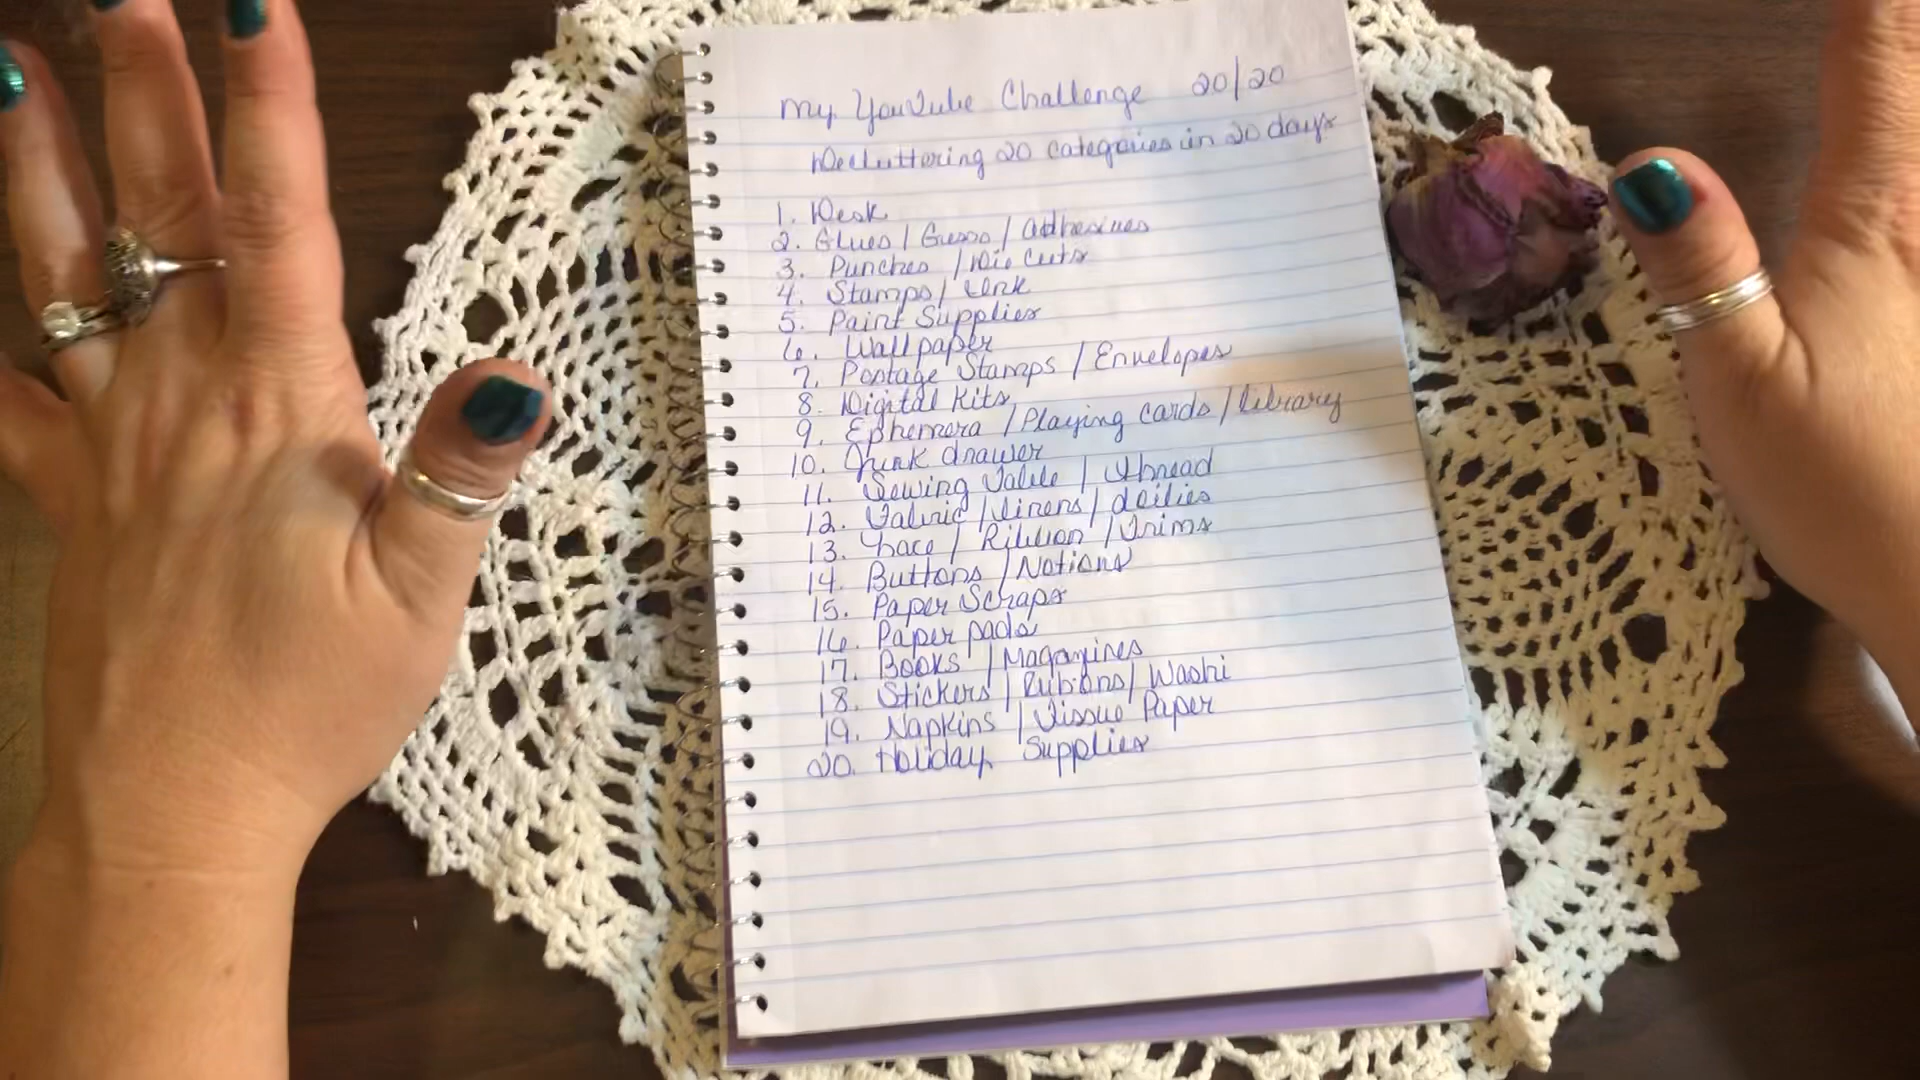 My YouTube Challenge 20/20
Decluttering 20 categories in 20 days
1. Desk
2. Glues / Gesso / Adhesives
3. Punches / Die Cuts
4. Stamps / Ink
5. Paint Supplies
6. Wallpaper
7. Postage Stamps / Envelopes
8. Digital Kits
9. Ephemera / Playing Cards / library
10. Junk drawer
11. Sewing Table / Thread
12. Fabric / Linens / doilies
13. Lace / Ribbon / Trims
14. Buttons / Notions
15. Paper Scraps
16. Paper pads
17. Books / Magazines
18. Stickers / Rubons / Washi
19. Napkins / Tissue Paper
20. Holiday Supplies